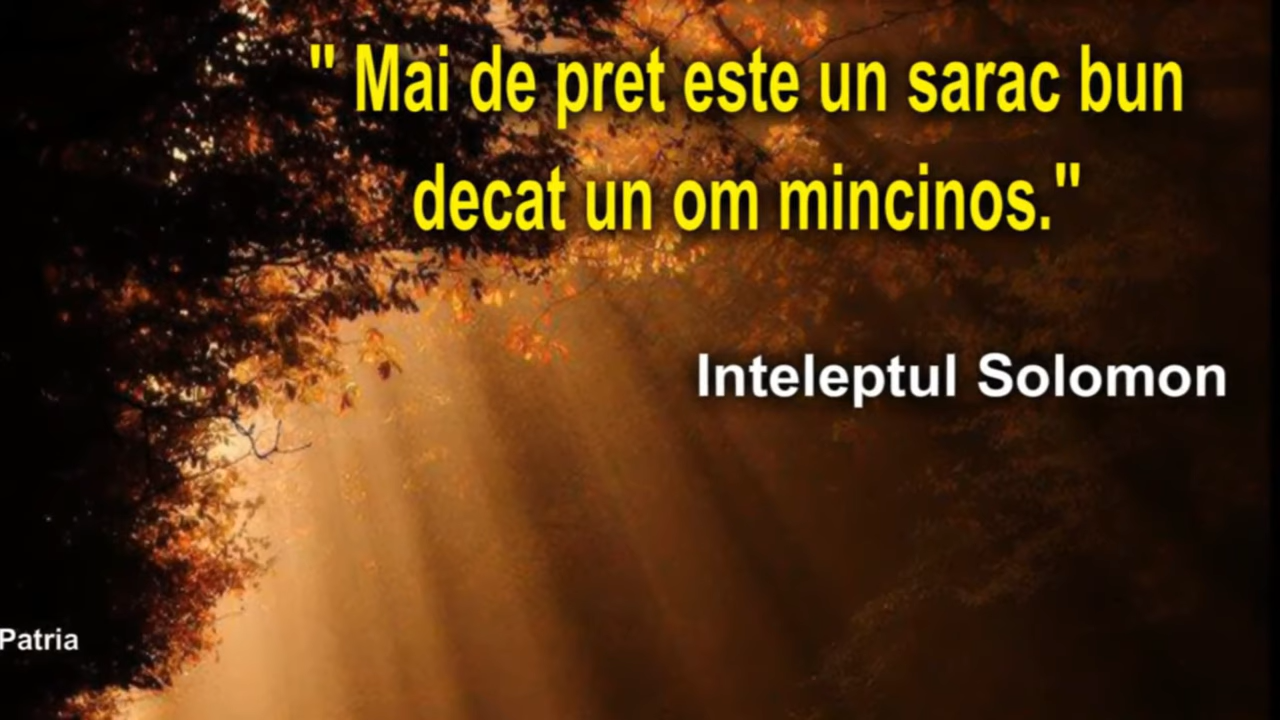 " Mai de pret este un sarac bun
decat un om mincinos."
Inteleptul Solomon
Patria